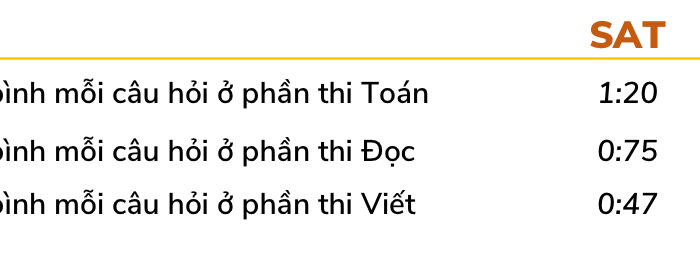 SAT
bình mỗi câu hỏi ở phần thi Toán 1:20
bình mỗi câu hỏi ở phần thi Đọc 0:75
bình mỗi câu hỏi ở phần thi Viết 0:47